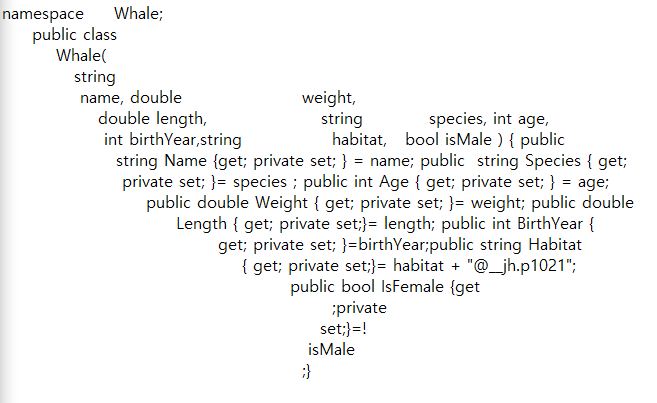 namespace Whale;
public class
Whale(
string
name, double weight,
double length, string species, int age,
int birthYear,string habitat, bool isMale ) { public
string Name {get; private set; } = name; public string Species { get;
private set; }= species ; public int Age { get; private set; } = age;
public double Weight { get; private set; }= weight; public double
Length { get; private set;}= length; public int BirthYear {
get; private set; }=birthYear;public string Habitat
{ get; private set;}= habitat + "@__jh.p1021";
public bool IsFemale {get
;private
set;}=!
isMale
;}